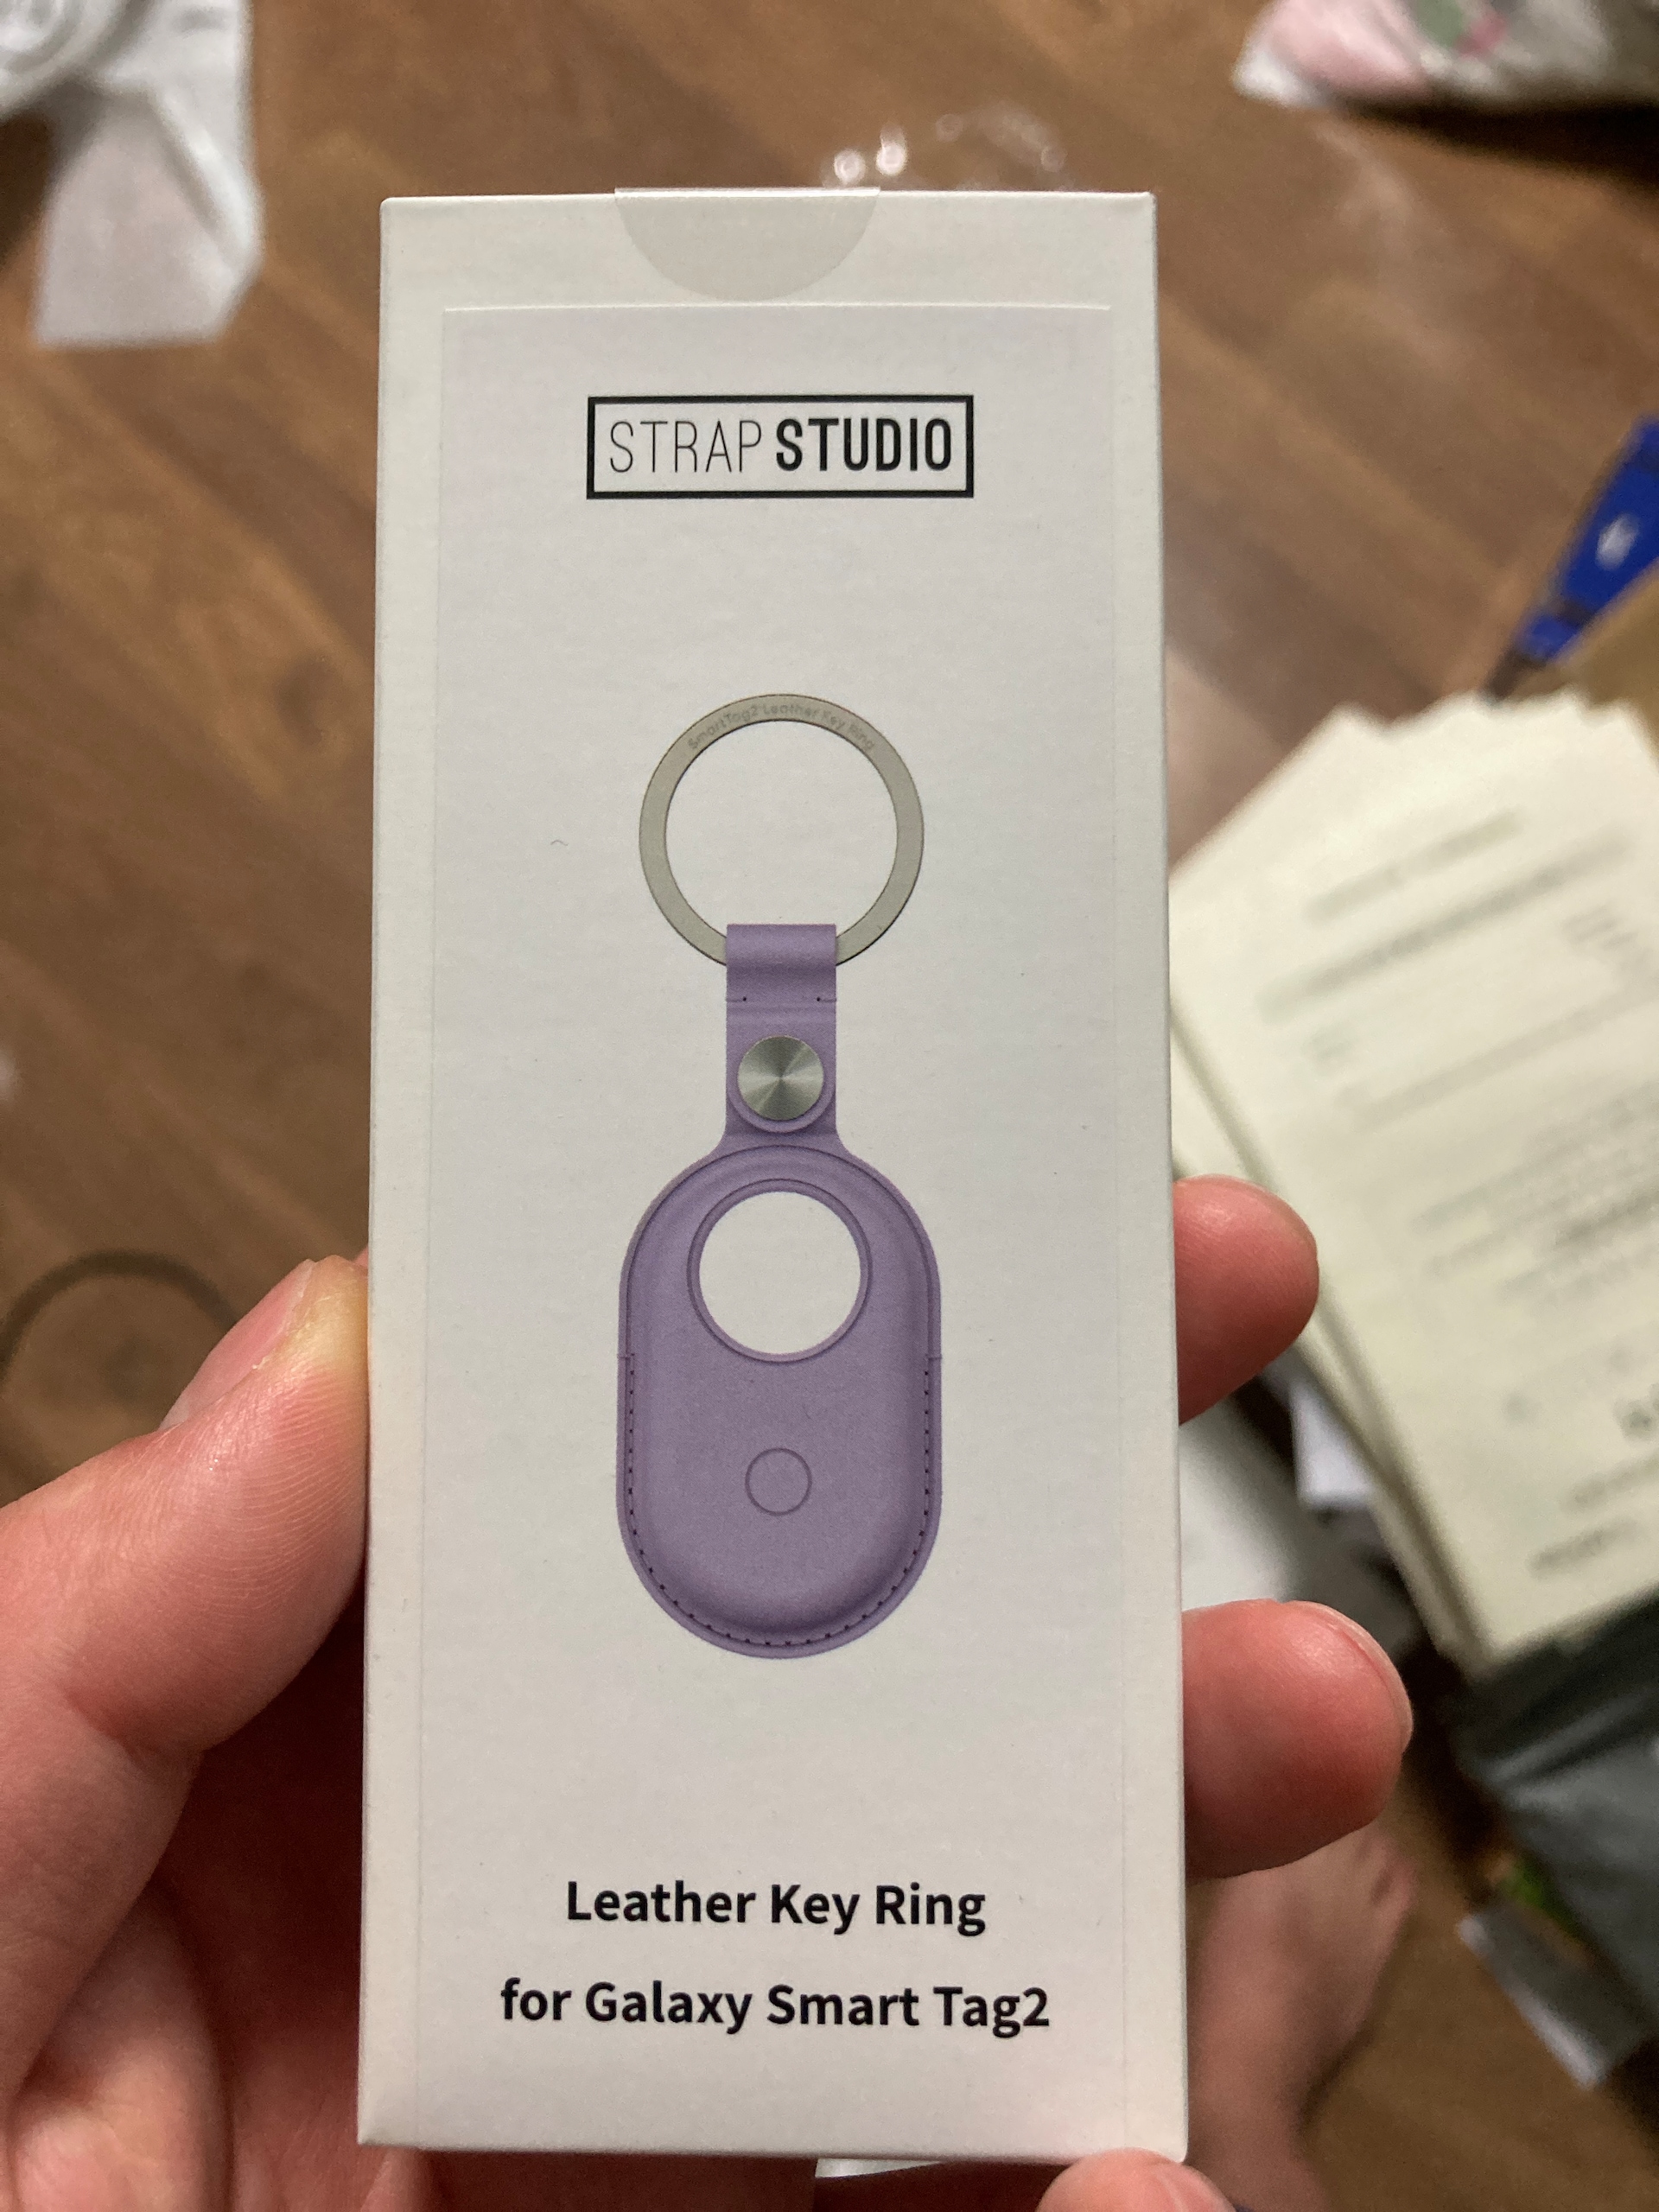 STRAP STUDIO
SmartTag2 Leather Key Ring
Leather Key Ring
for Galaxy Smart Tag2